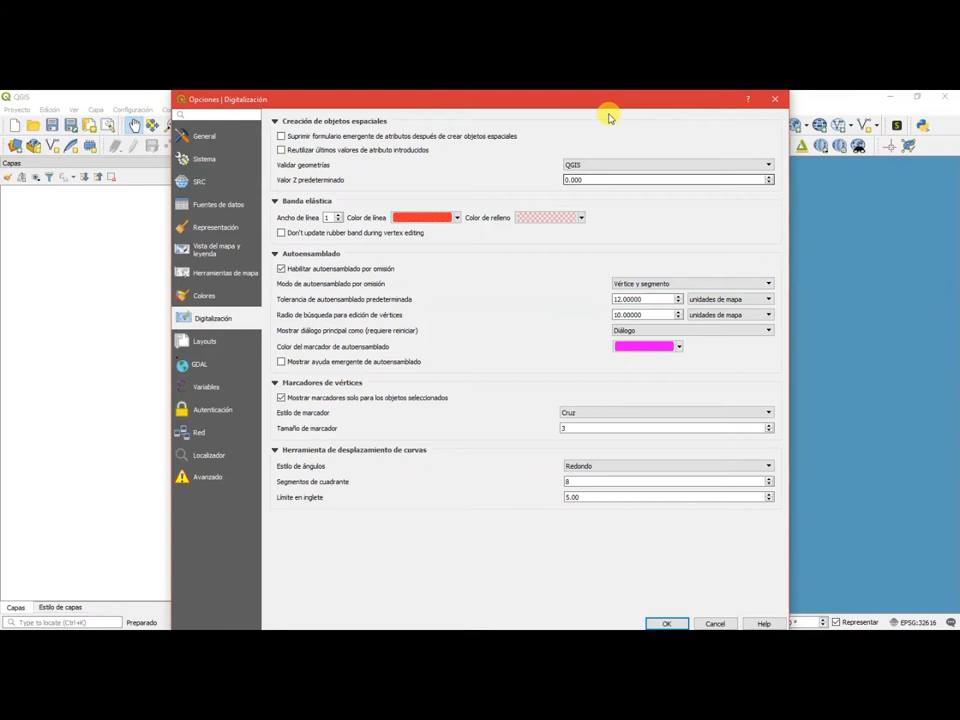 QGIS
Proyecto Edición Ver Capa Configuración
Capas
Opciones | Digitalización
?
General
Sistema
SRC
Fuentes de datos
Representación
Vista del mapa y
leyenda
Herramientas de mapa
Colores
Digitalización
Layouts
GDAL
Variables
Autenticación
Red
Localizador
Avanzado
Creación de objetos espaciales
Suprimir formulario emergente de atributos después de crear objetos espaciales
Reutilizar últimos valores de atributo introducidos
Validar geometrías QGIS
Valor Z predeterminado 0.000
Banda elástica
Ancho de línea 1 Color de línea Color de relleno
Don't update rubber band during vertex editing
Autoensamblado
Habilitar autoensamblado por omisión
Modo de autoensamblado por omisión Vértice y segmento
Tolerancia de autoensamblado predeterminada 12.00000 unidades de mapa
Radio de búsqueda para edición de vértices 10.00000 unidades de mapa
Mostrar diálogo principal como (requiere reiniciar) Diálogo
Color del marcador de autoensamblado
Mostrar ayuda emergente de autoensamblado
Marcadores de vértices
Mostrar marcadores solo para los objetos seleccionados
Estilo de marcador Cruz
Tamaño de marcador 3
Herramienta de desplazamiento de curvas
Estilo de ángulos Redondo
Segmentos de cuadrante 8
Límite en inglete 5.00
OK Cancel Help
Capas Estilo de capas
Type to locate (Ctrl+K) Preparado
Representar EPSG:32616